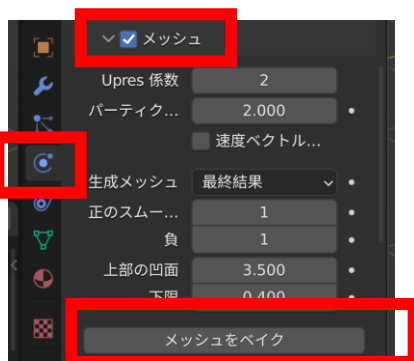 メッシュ
Upres 係数 2
パーティク... 2.000
速度ベクトル...
生成メッシュ 最終結果
正のスムー... 1
負 1
上部の凹面 3.500
下限 0.400
メッシュをベイク